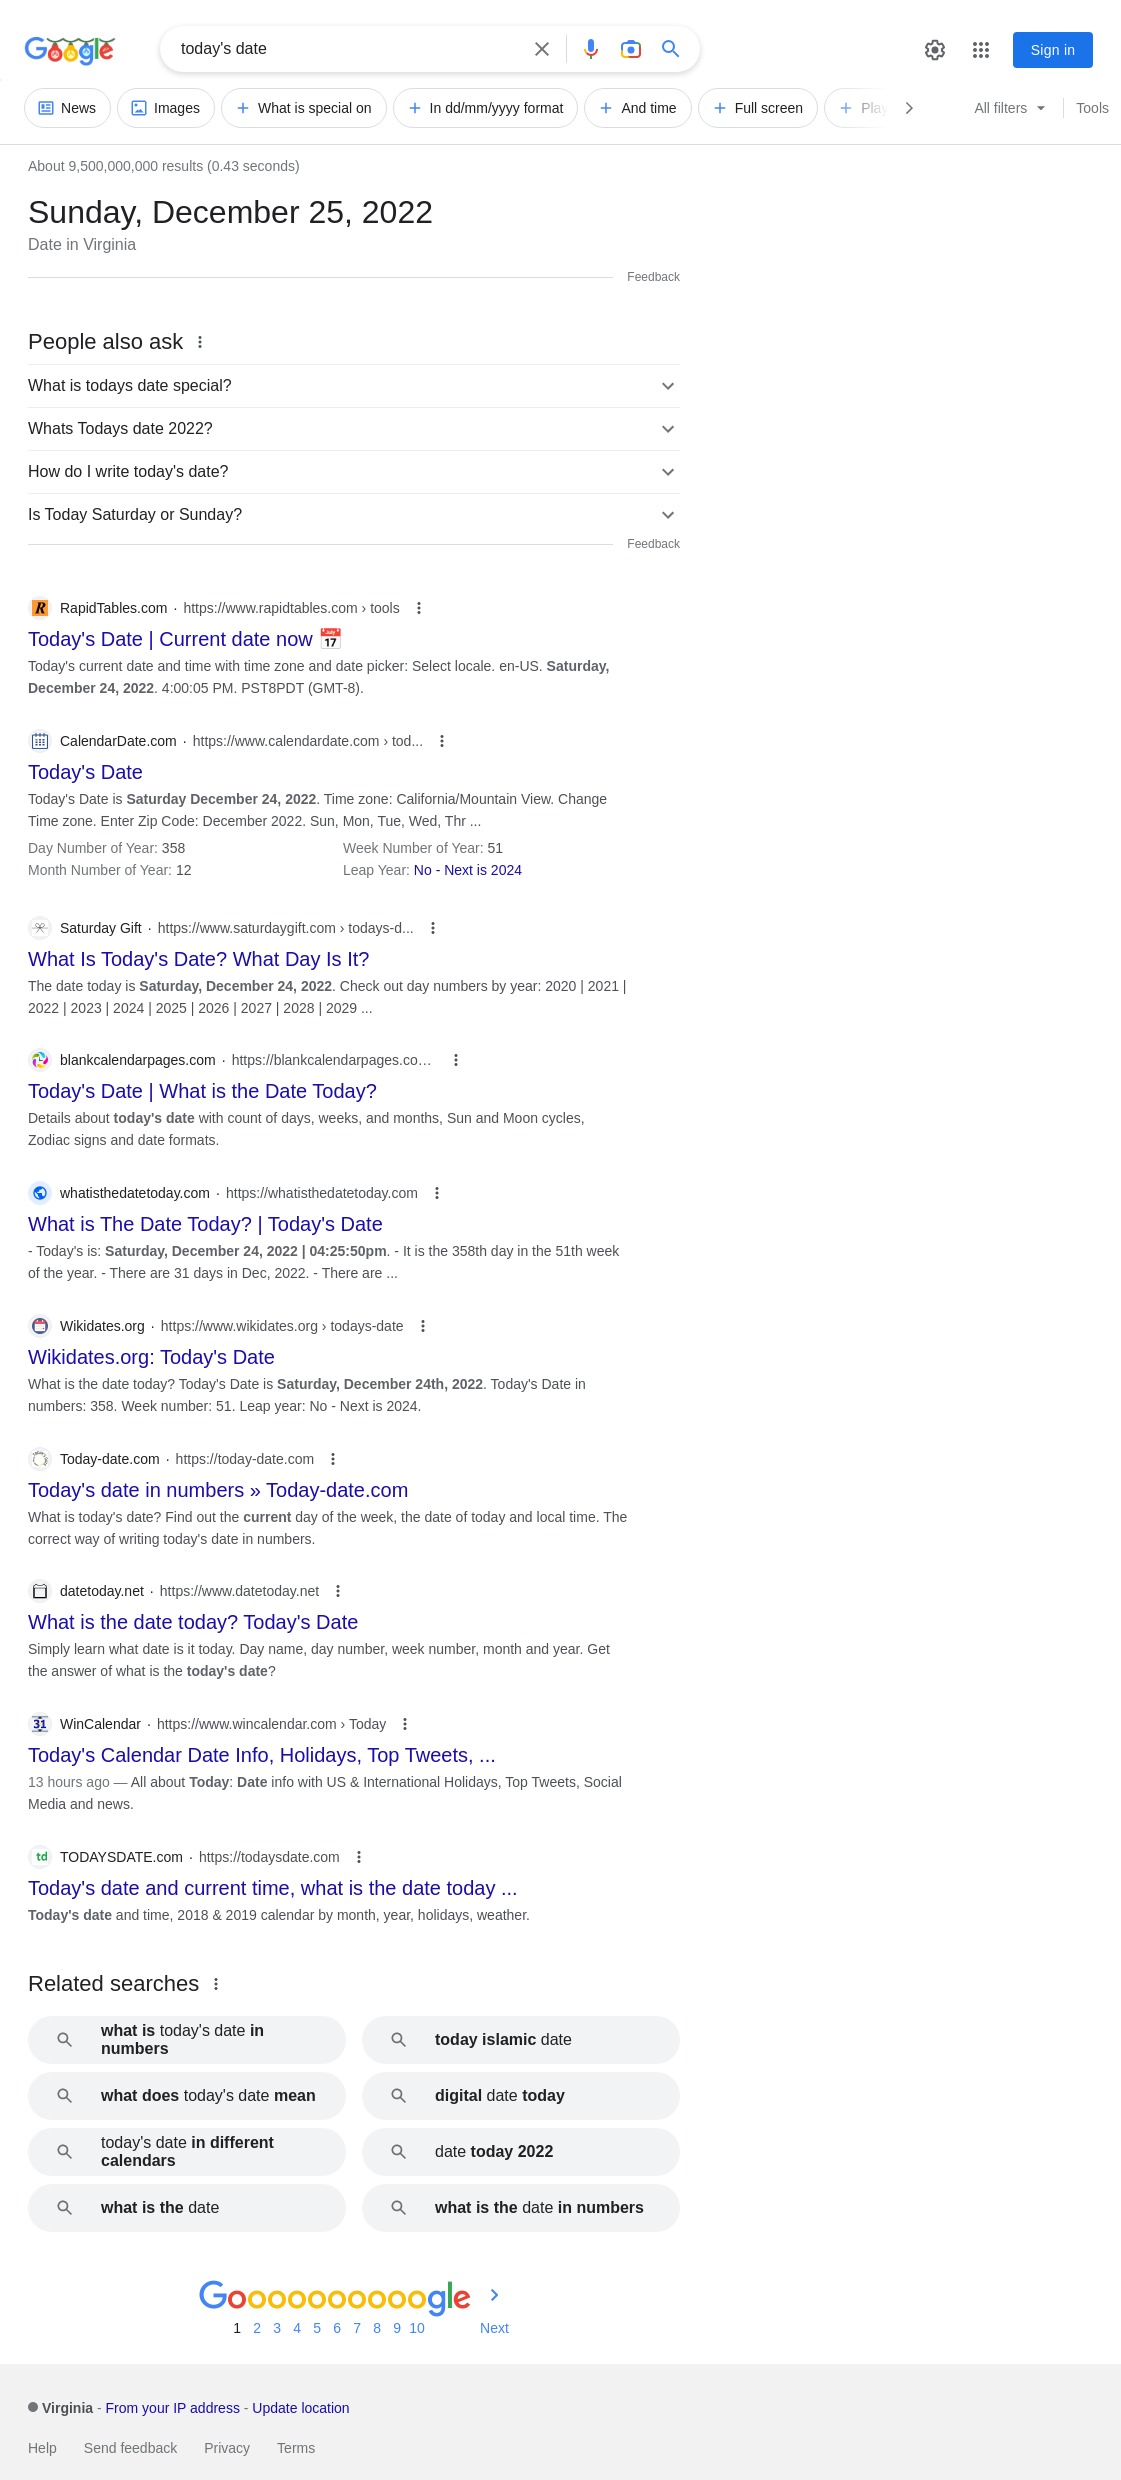 Google
today's date
Sign in
News
Images
What is special on
In dd/mm/yyyy format
And time
Full screen
Play
All filters
Tools
About 9,500,000,000 results (0.43 seconds)
Sunday, December 25, 2022
Date in Virginia
Feedback
People also ask
What is todays date special?
Whats Todays date 2022?
How do I write today's date?
Is Today Saturday or Sunday?
Feedback
RapidTables.com · https://www.rapidtables.com › tools
Today's Date | Current date now 📅
Today's current date and time with time zone and date picker: Select locale. en-US. Saturday,
December 24, 2022. 4:00:05 PM. PST8PDT (GMT-8).
CalendarDate.com · https://www.calendardate.com › tod...
Today's Date
Today's Date is Saturday December 24, 2022. Time zone: California/Mountain View. Change
Time zone. Enter Zip Code: December 2022. Sun, Mon, Tue, Wed, Thr ...
Day Number of Year: 358
Week Number of Year: 51
Month Number of Year: 12
Leap Year: No - Next is 2024
Saturday Gift · https://www.saturdaygift.com › todays-d...
What Is Today's Date? What Day Is It?
The date today is Saturday, December 24, 2022. Check out day numbers by year: 2020 | 2021 |
2022 | 2023 | 2024 | 2025 | 2026 | 2027 | 2028 | 2029 ...
blankcalendarpages.com · https://blankcalendarpages.co…
Today's Date | What is the Date Today?
Details about today's date with count of days, weeks, and months, Sun and Moon cycles,
Zodiac signs and date formats.
whatisthedatetoday.com · https://whatisthedatetoday.com
What is The Date Today? | Today's Date
- Today's is: Saturday, December 24, 2022 | 04:25:50pm. - It is the 358th day in the 51th week
of the year. - There are 31 days in Dec, 2022. - There are ...
Wikidates.org · https://www.wikidates.org › todays-date
Wikidates.org: Today's Date
What is the date today? Today's Date is Saturday, December 24th, 2022. Today's Date in
numbers: 358. Week number: 51. Leap year: No - Next is 2024.
Today-date.com · https://today-date.com
Today's date in numbers » Today-date.com
What is today's date? Find out the current day of the week, the date of today and local time. The
correct way of writing today's date in numbers.
datetoday.net · https://www.datetoday.net
What is the date today? Today's Date
Simply learn what date is it today. Day name, day number, week number, month and year. Get
the answer of what is the today's date?
31 WinCalendar · https://www.wincalendar.com › Today
Today's Calendar Date Info, Holidays, Top Tweets, ...
13 hours ago — All about Today: Date info with US & International Holidays, Top Tweets, Social
Media and news.
td TODAYSDATE.com · https://todaysdate.com
Today's date and current time, what is the date today ...
Today's date and time, 2018 & 2019 calendar by month, year, holidays, weather.
Related searches
what is today's date in
numbers
today islamic date
what does today's date mean
digital date today
today's date in different
calendars
date today 2022
what is the date
what is the date in numbers
Goooooooooogle
1 2 3 4 5 6 7 8 9 10 Next
Virginia - From your IP address - Update location
Help Send feedback Privacy Terms